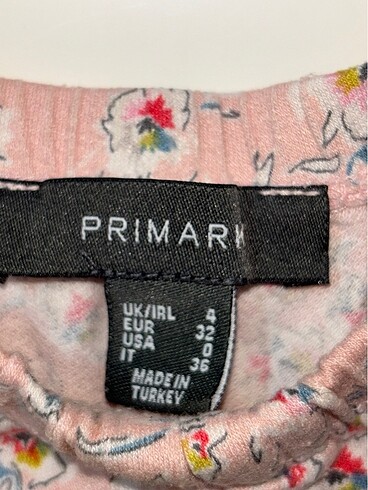 PRIMARK
UK/IRL 4
EUR 32
USA 0
IT 36
MADE IN
TURKEY